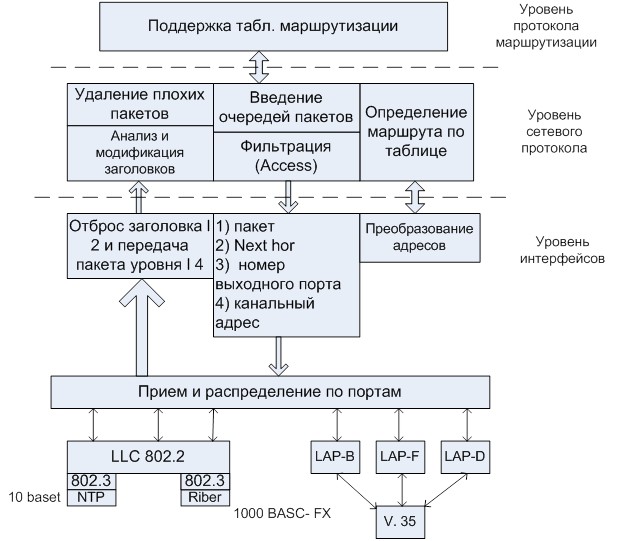 Поддержка табл. маршрутизации
Уровень
протокола
маршрутизации
Удаление плохих
пакетов
Анализ и
модификация
заголовков
Введение
очередей пакетов
Фильтрация
(Access)
Определение
маршрута по
таблице
Уровень
сетевого
протокола
Отброс заголовка l
2 и передача
пакета уровня l 4
1) пакет
2) Next hor
3) номер
выходного порта
4) канальный
адрес
Преобразование
адресов
Уровень
интерфейсов
Прием и распределение по портам
LLC 802.2
802.3
NTP
802.3
Riber
10 baset
1000 BASC- FX
LAP-B
LAP-F
LAP-D
V. 35